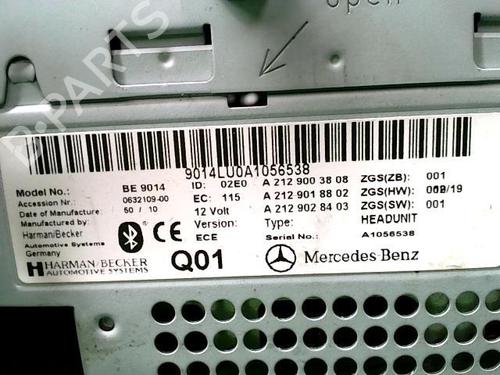 open
B-PARTS
9014LU0A1056538
Model No.: BE 9014 ID: 02E0 A 212 900 38 08 ZGS(ZB): 001
Accession Nr. 0632109-00 EC: 115 A 212 901 88 02 ZGS(HW):
Date of Manufacture: 50 / 10 12 Volt A 212 902 84 03 ZGS(SW): 001
Harman/Becker Version: Type: HEADUNIT
Automotive Systems ECE Serial No.: A1056538
Germany
HARMAN/BECKER
AUTOMOTIVE SYSTEMS
Q01
Mercedes-Benz